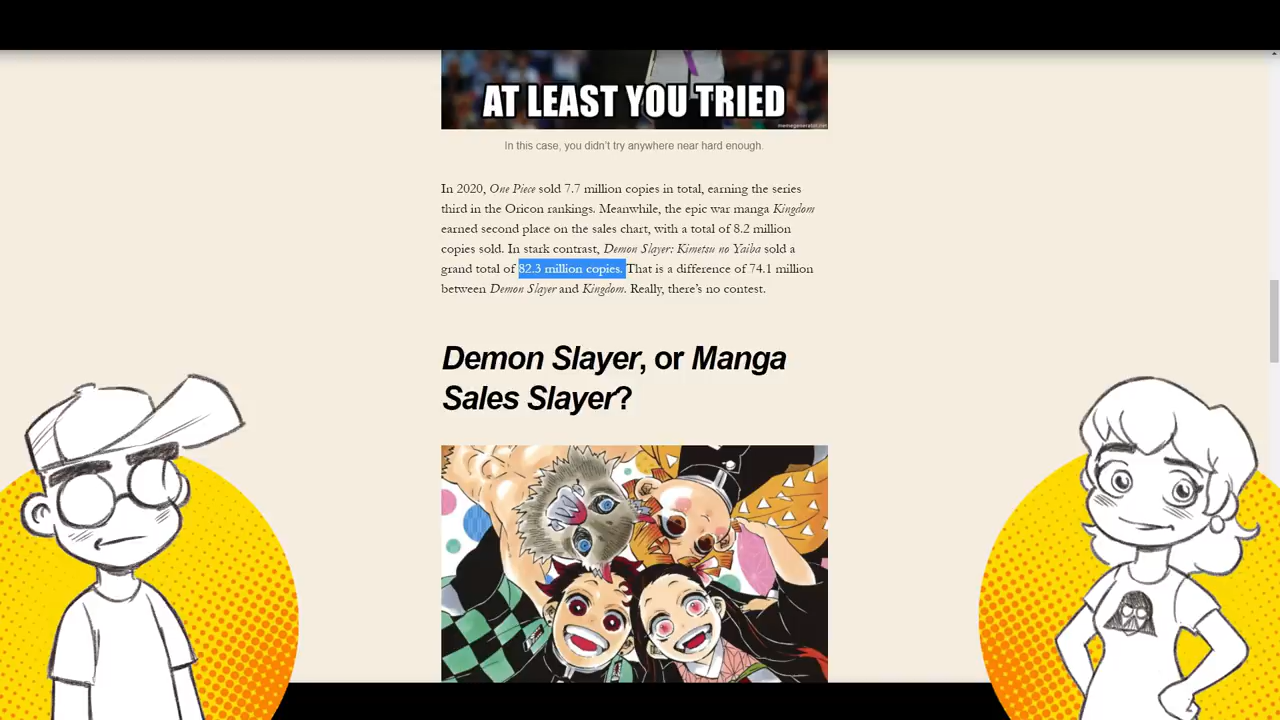 AT LEAST YOU TRIED
memegenerator.net
In this case, you didn't try anywhere near hard enough.
In 2020, One Piece sold 7.7 million copies in total, earning the series
third in the Oricon rankings. Meanwhile, the epic war manga Kingdom
earned second place on the sales chart, with a total of 8.2 million
copies sold. In stark contrast, Demon Slayer: Kimetsu no Yaiba sold a
grand total of 82.3 million copies. That is a difference of 74.1 million
between Demon Slayer and Kingdom. Really, there's no contest.
Demon Slayer, or Manga
Sales Slayer?